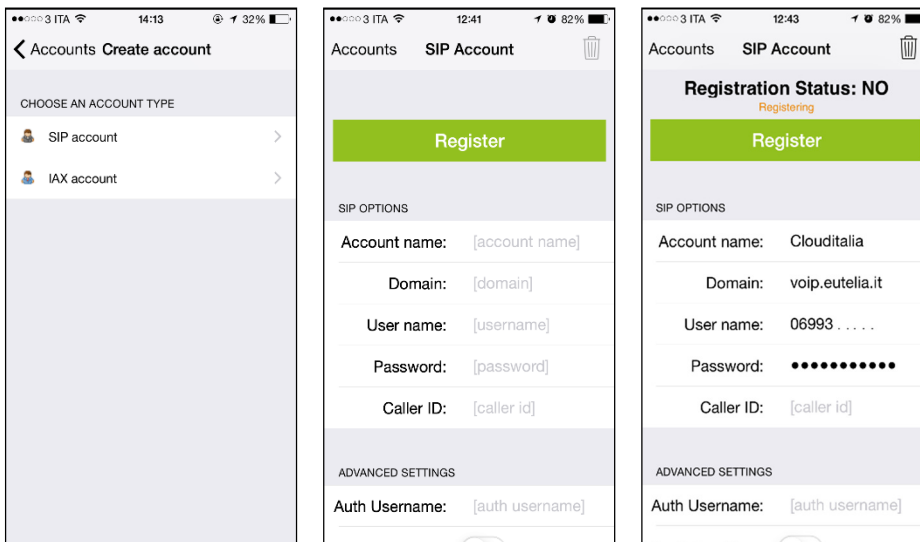 3 ITA 14:13 32%
Accounts Create account
CHOOSE AN ACCOUNT TYPE
SIP account
IAX account
3 ITA 12:41 82%
Accounts SIP Account
Register
SIP OPTIONS
Account name: [account name]
Domain: [domain]
User name: [username]
Password: [password]
Caller ID: [caller id]
ADVANCED SETTINGS
Auth Username: [auth username]
3 ITA 12:43 82%
Accounts SIP Account
Registration Status: NO
Registering
Register
SIP OPTIONS
Account name: Clouditalia
Domain: voip.eutelia.it
User name: 06993 . . . . .
Password: •••••••••••
Caller ID: [caller id]
ADVANCED SETTINGS
Auth Username: [auth username]